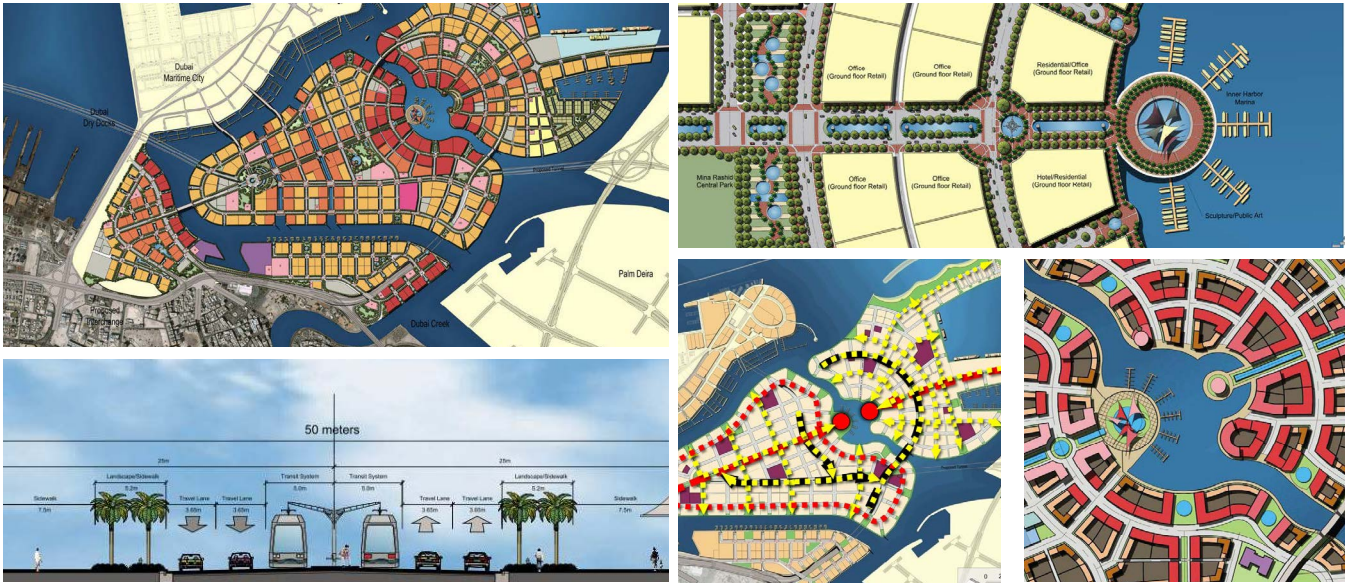 Dubai
Maritime City
Dubai
Dry Docks
Palm Deira
Dubai Creek
Proposed
Interchange
Office
(Ground floor Retail)
Office
(Ground floor Retail)
Residential/Office
(Ground floor Retail)
Inner Harbor
Marina
Mina Rashid
Central Park
Office
(Ground floor Retail)
Office
(Ground floor Retail)
Hotel/Residential
(Ground floor Retail)
Sculpture/Public Art
50 meters
25m
25m
Landscape/Sidewalk
Transit System
Transit System
Landscape/Sidewalk
5.2m
5.0m
5.0m
5.2m
Sidewalk
Travel Lane
Travel Lane
Travel Lane
Travel Lane
Sidewalk
7.5m
3.65m
3.65m
3.65m
3.65m
7.5m
0